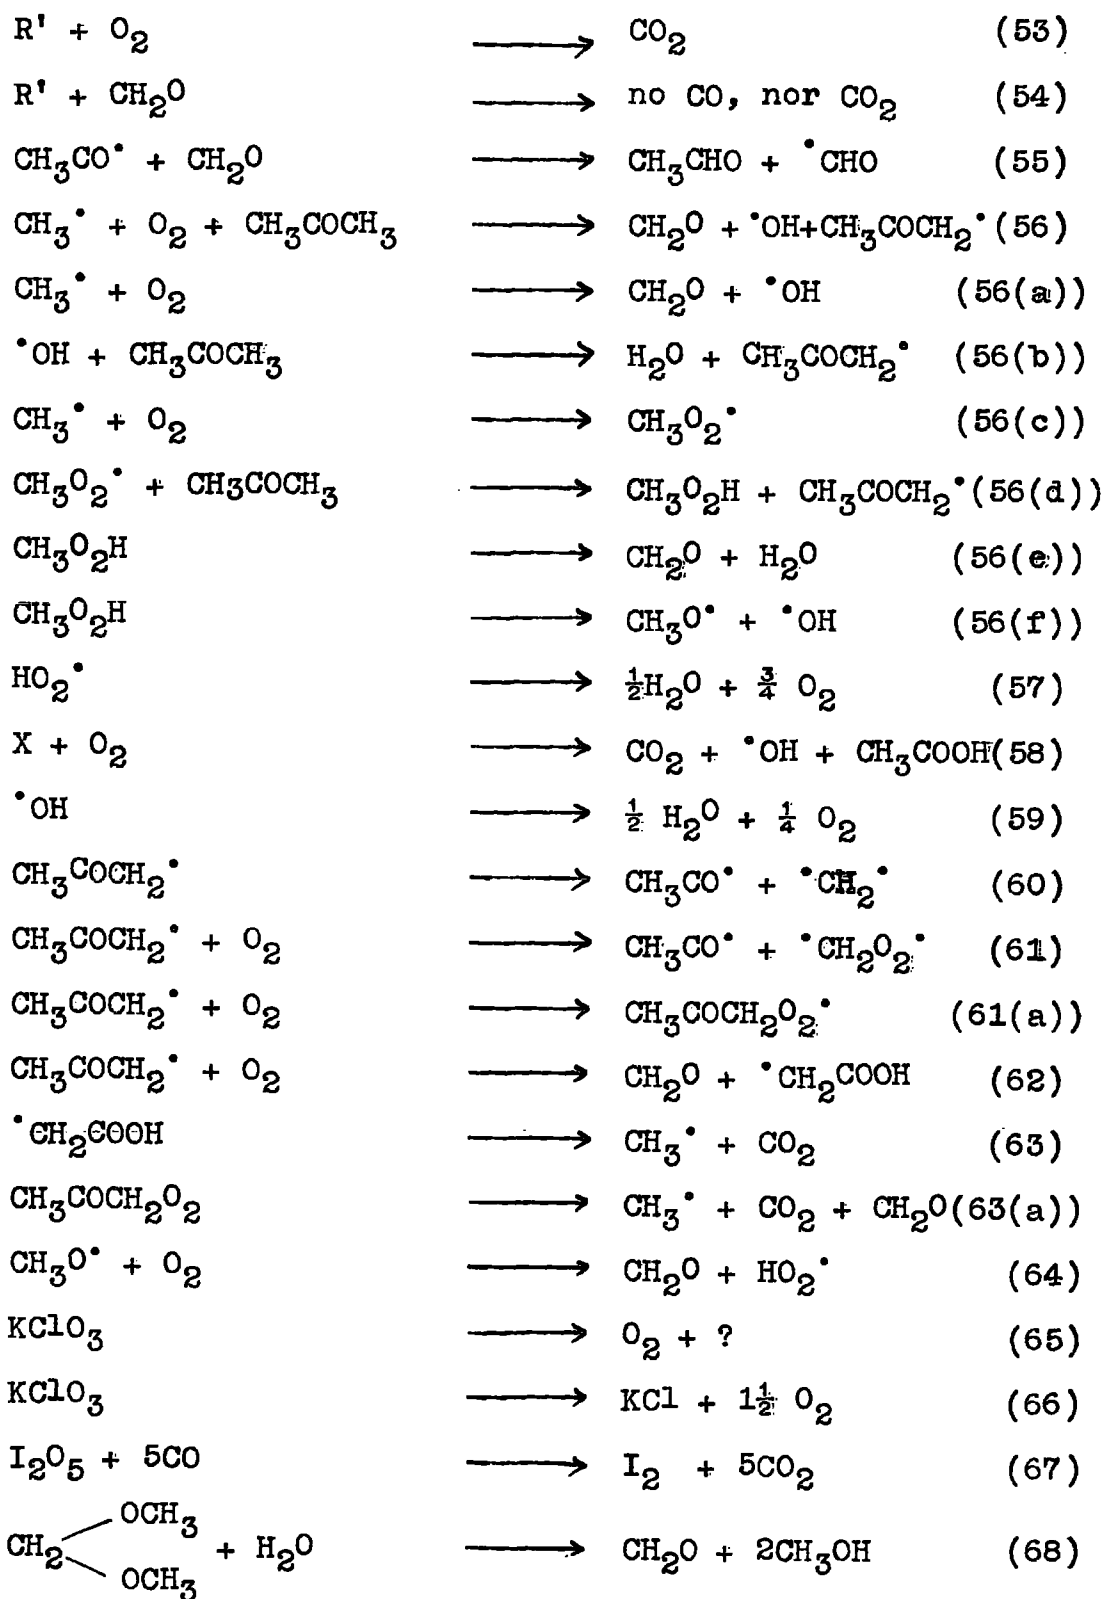 R' + O₂ ⟶ CO₂ (53)
R' + CH₂O ⟶ no CO, nor CO₂ (54)
CH₃CO• + CH₂O ⟶ CH₃CHO + •CHO (55)
CH₃• + O₂ + CH₃COCH₃ ⟶ CH₂O + •OH+CH₃COCH₂• (56)
CH₃• + O₂ ⟶ CH₂O + •OH (56(a))
•OH + CH₃COCH₃ ⟶ H₂O + CH₃COCH₂• (56(b))
CH₃• + O₂ ⟶ CH₃O₂• (56(c))
CH₃O₂• + CH3COCH₃ ⟶ CH₃O₂H + CH₃COCH₂• (56(d))
CH₃O₂H ⟶ CH₂O + H₂O (56(e))
CH₃O₂H ⟶ CH₃O• + •OH (56(f))
HO₂• ⟶ ½H₂O + ¾ O₂ (57)
X + O₂ ⟶ CO₂ + •OH + CH₃COOH(58)
•OH ⟶ ½ H₂O + ¼ O₂ (59)
CH₃COCH₂• ⟶ CH₃CO• + •CH₂• (60)
CH₃COCH₂• + O₂ ⟶ CH₃CO• + •CH₂O₂• (61)
CH₃COCH₂• + O₂ ⟶ CH₃COCH₂O₂• (61(a))
CH₃COCH₂• + O₂ ⟶ CH₂O + •CH₂COOH (62)
•CH₂COOH ⟶ CH₃• + CO₂ (63)
CH₃COCH₂O₂ ⟶ CH₃• + CO₂ + CH₂O(63(a))
CH₃O• + O₂ ⟶ CH₂O + HO₂• (64)
KClO₃ ⟶ O₂ + ? (65)
KClO₃ ⟶ KCl + 1½ O₂ (66)
I₂O₅ + 5CO ⟶ I₂ + 5CO₂ (67)
OCH₃
CH₂ + H₂O ⟶ CH₂O + 2CH₃OH (68)
OCH₃